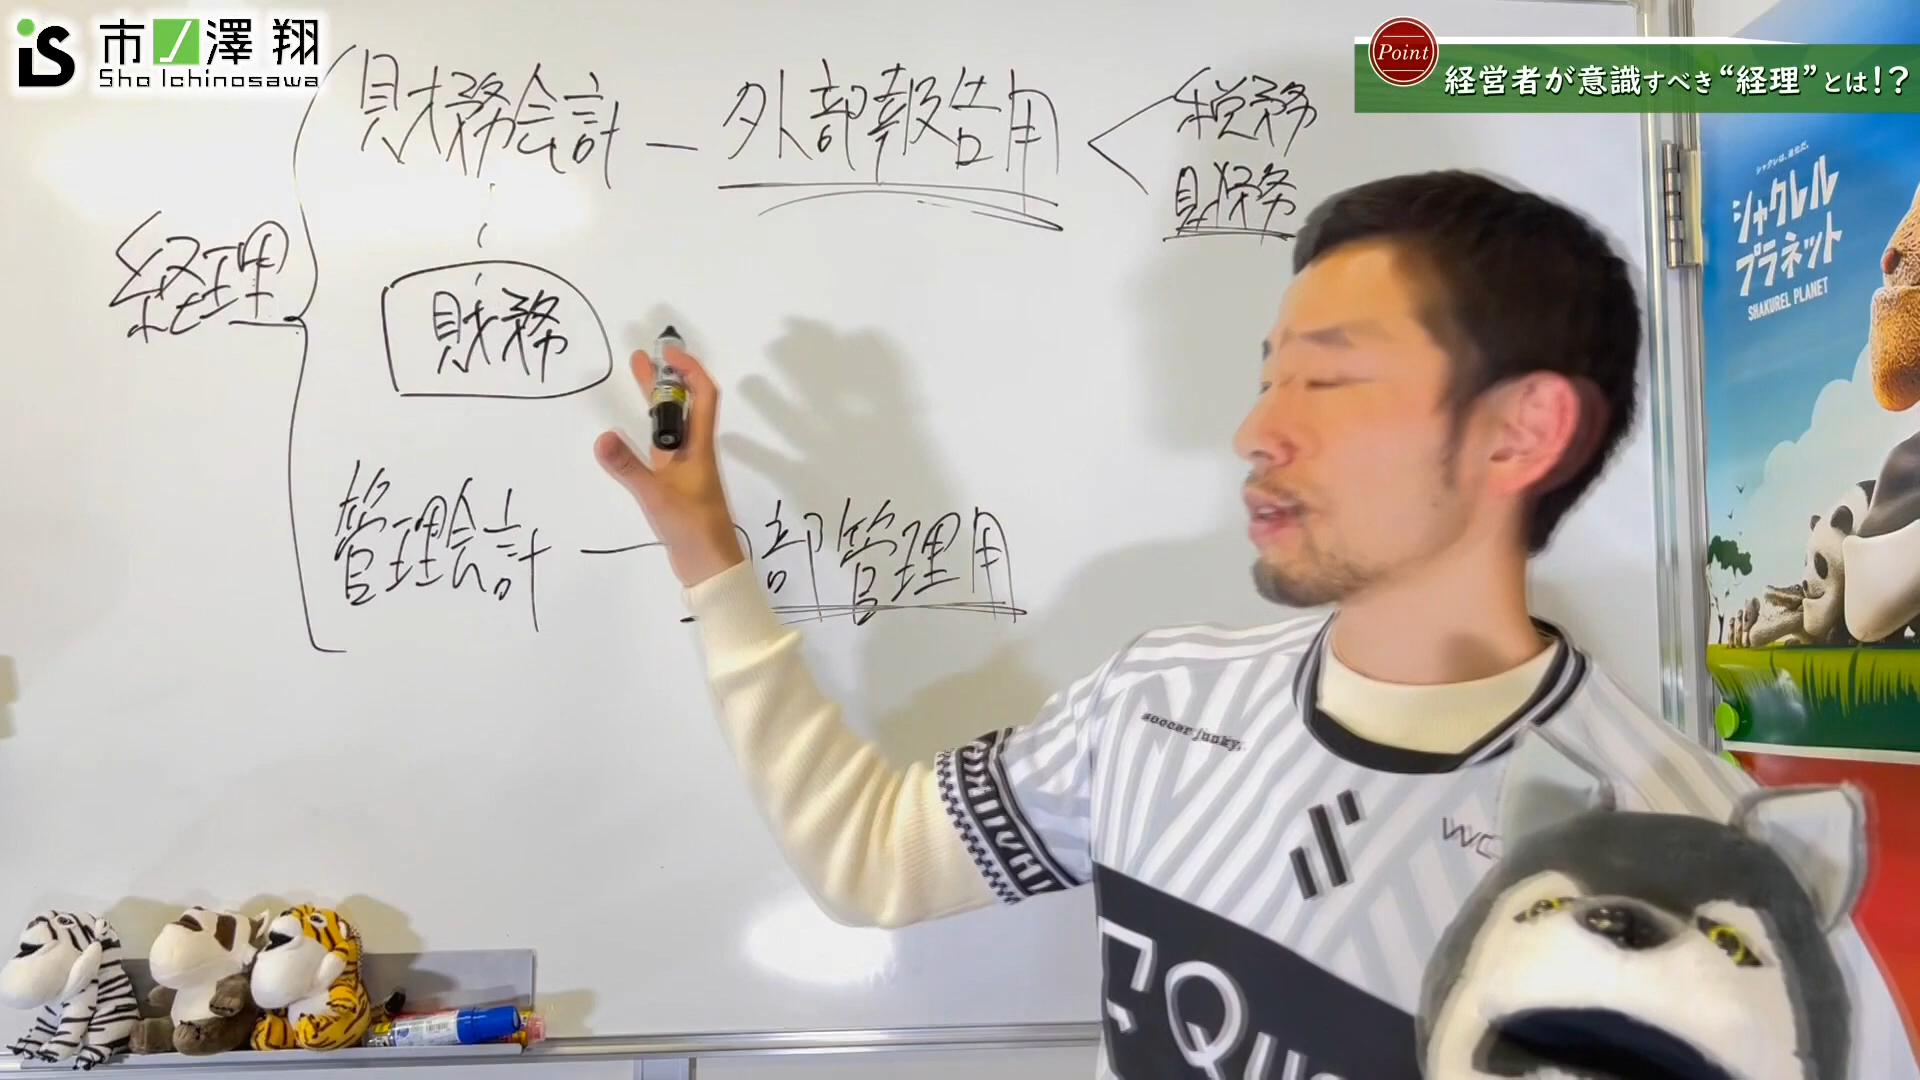 市ノ澤 翔
Sho Ichinosawa
Point
経営者が意識すべき“経理”とは!?
経理
財務会計 ー 外部報告用
税務
財務
財務
管理会計 ー
部管理用
シャクレルプラネット
SHAKUREL PLANET
soccer junky.